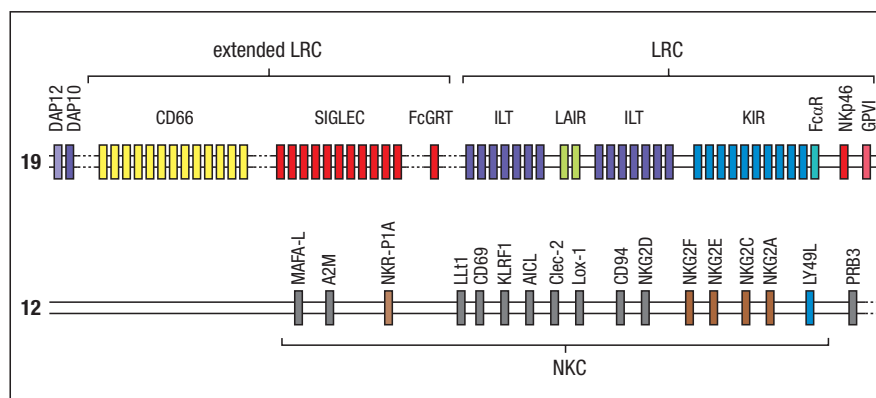 extended LRC LRC
DAP12 DAP10 CD66 SIGLEC FcGRT ILT LAIR ILT KIR FcαR NKp46 GPVI
19
MAFA-L A2M NKR-P1A LLt1 CD69 KLRF1 AICL Clec-2 Lox-1 CD94 NKG2D NKG2F NKG2E NKG2C NKG2A LY49L PRB3
12
NKC